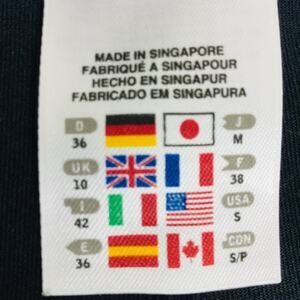 MADE IN SINGAPORE
FABRIQUÉ A SINGAPOUR
HECHO EN SINGAPUR
FABRICADO EM SINGAPURA
D J
36 M
UK F
10 38
I USA
42 S
E CDN
36 S/P